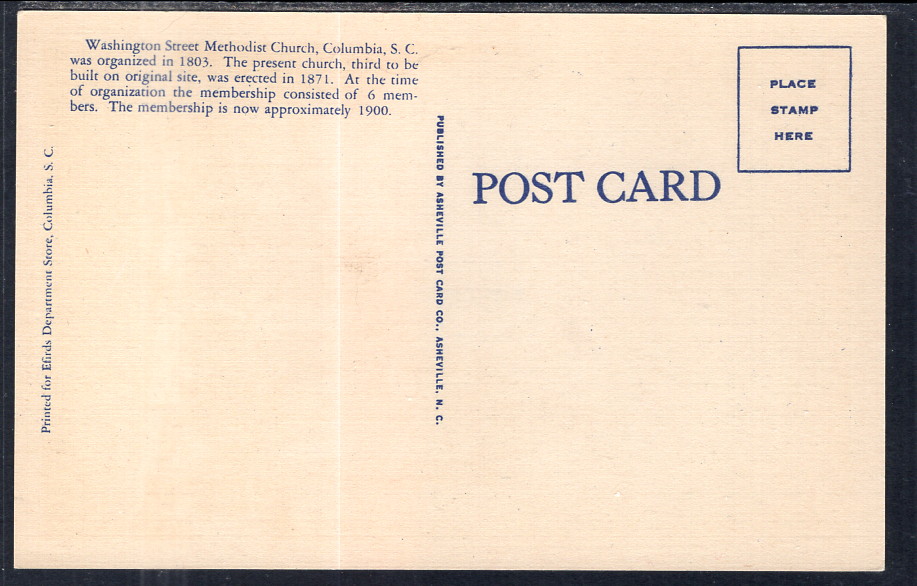 Washington Street Methodist Church, Columbia, S. C.
was organized in 1803. The present church, third to be
built on original site, was erected in 1871. At the time
of organization the membership consisted of 6 mem-
bers. The membership is now approximately 1900.
Printed for Efirds Department Store, Columbia, S. C.
PUBLISHED BY ASHEVILLE POST CARD CO., ASHEVILLE, N. C.
POST CARD
PLACE
STAMP
HERE